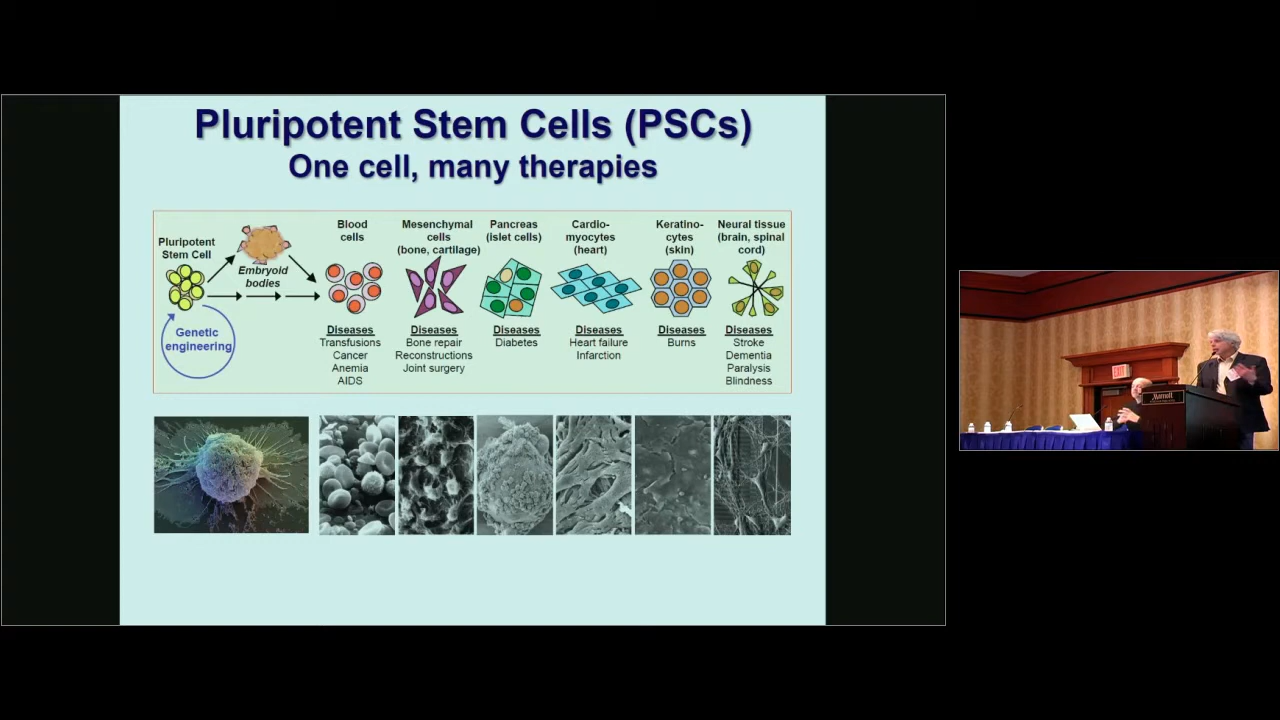 Pluripotent Stem Cells (PSCs)
One cell, many therapies
Pluripotent
Stem Cell
Embryoid
bodies
Genetic
engineering
Blood
cells
Diseases
Transfusions
Cancer
Anemia
AIDS
Mesenchymal
cells
(bone, cartilage)
Diseases
Bone repair
Reconstructions
Joint surgery
Pancreas
(islet cells)
Diseases
Diabetes
Cardio-
myocytes
(heart)
Diseases
Heart failure
Infarction
Keratino-
cytes
(skin)
Diseases
Burns
Neural tissue
(brain, spinal
cord)
Diseases
Stroke
Dementia
Paralysis
Blindness
EXIT
Marriott